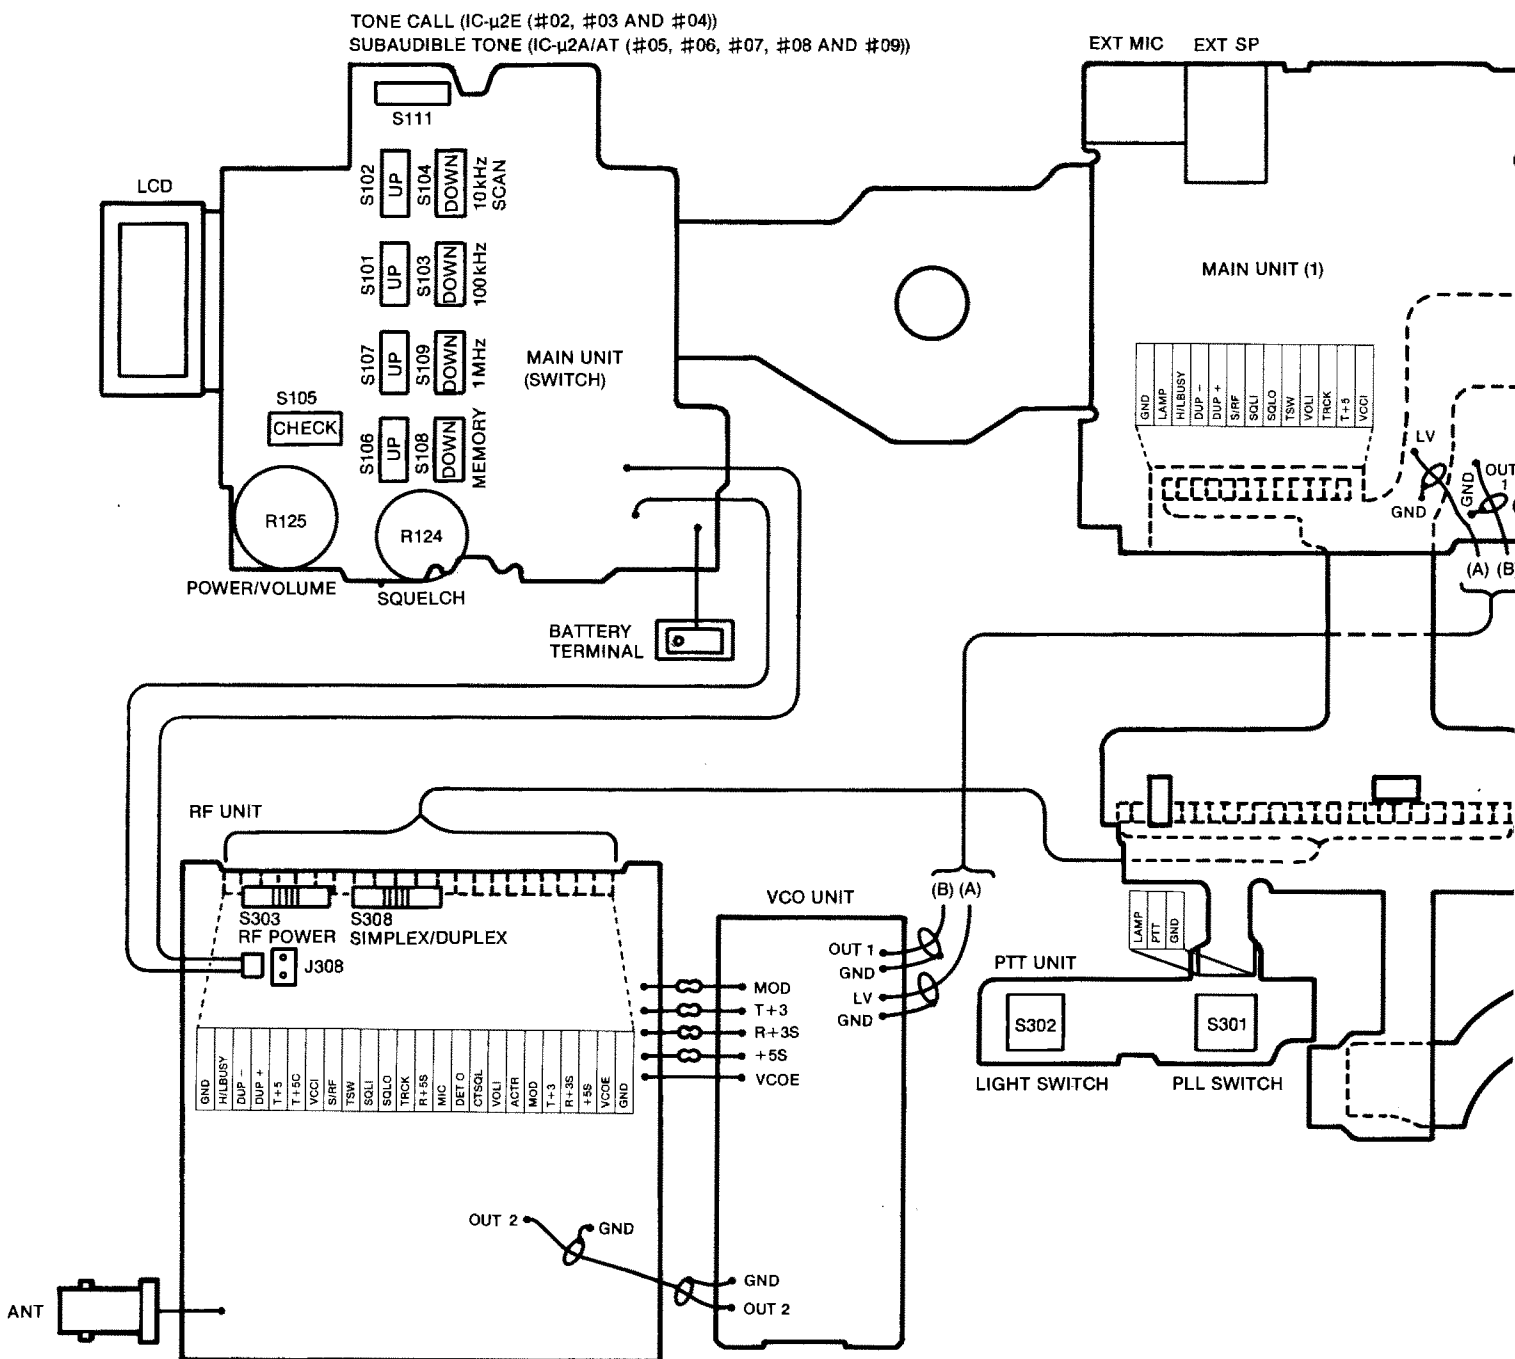 TONE CALL (IC-µ2E (#02, #03 AND #04))
SUBAUDIBLE TONE (IC-µ2A/AT (#05, #06, #07, #08 AND #09))
EXT MIC
EXT SP
S111
LCD
S102
UP
S104
DOWN
10kHz
SCAN
S101
UP
S103
DOWN
100kHz
S107
UP
S109
DOWN
1MHz
S105
CHECK
S106
UP
S108
DOWN
MEMORY
MAIN UNIT
(SWITCH)
R125
R124
POWER/VOLUME
SQUELCH
BATTERY
TERMINAL
MAIN UNIT (1)
GND
LAMP
H/LBUSY
DUP -
DUP +
S/RF
SQLI
SQLO
TSW
VOLI
TRCK
T+5
VCCI
LV
GND
GND
OUT
1
(A)
(B)
RF UNIT
S303
RF POWER
S308
SIMPLEX/DUPLEX
J308
GND
H/LBUSY
DUP -
DUP +
T+5
T+5C
VCCI
S/RF
TSW
SQLI
SQLO
TRCK
R+5S
MIC
DET O
CTSQL
VOLI
ACTR
MOD
T+3
R+3S
+5S
VCOE
GND
VCO UNIT
(B) (A)
OUT 1
GND
LV
GND
MOD
T+3
R+3S
+5S
VCOE
LAMP
PTT
GND
PTT UNIT
S302
S301
LIGHT SWITCH
PLL SWITCH
OUT 2
GND
GND
OUT 2
ANT